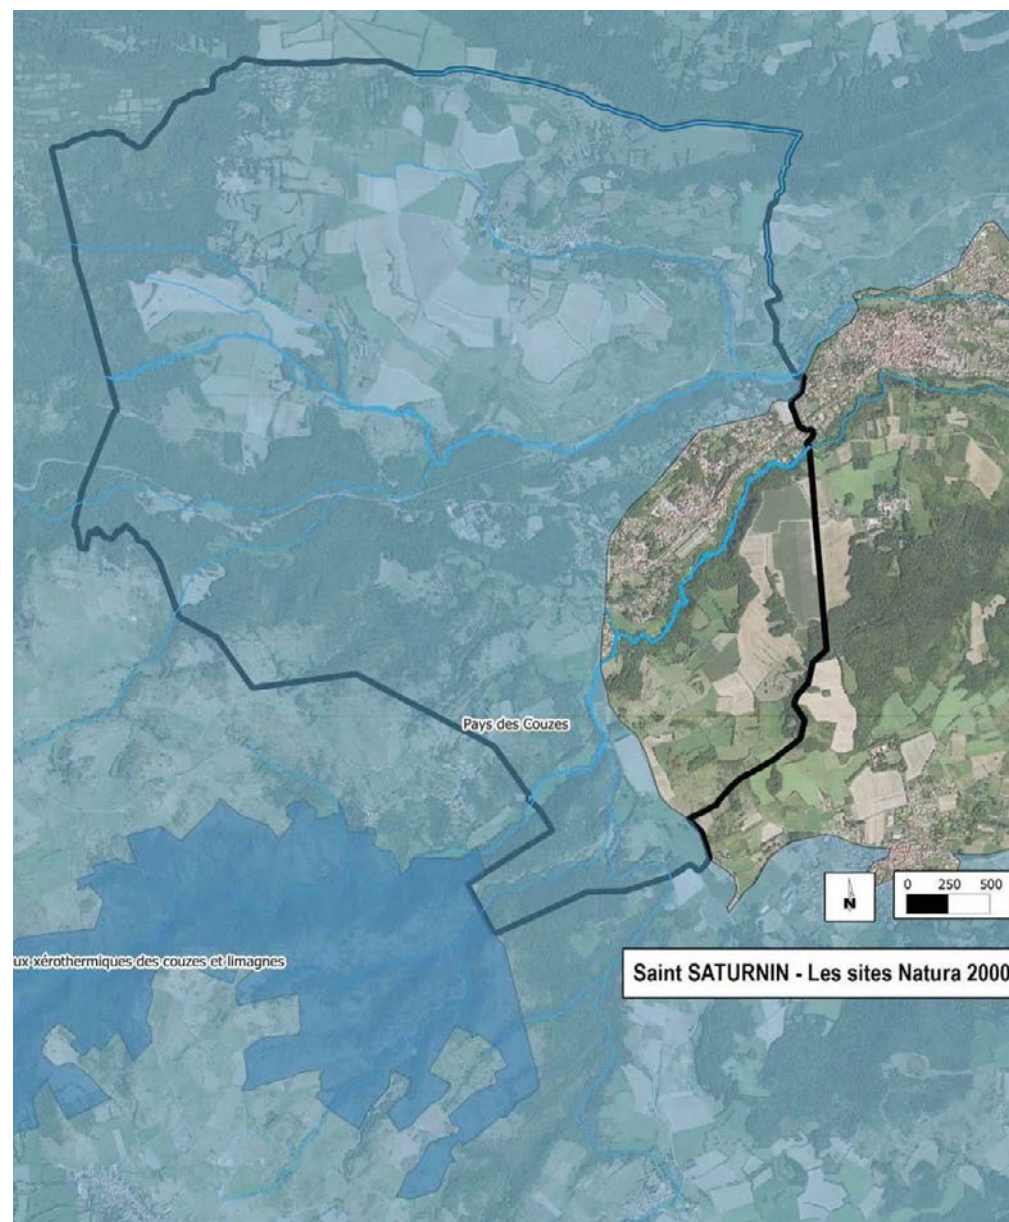 Pays des Couzes
ux xérothermiques des couzes et limagnes
N
0 250 500
Saint SATURNIN - Les sites Natura 2000